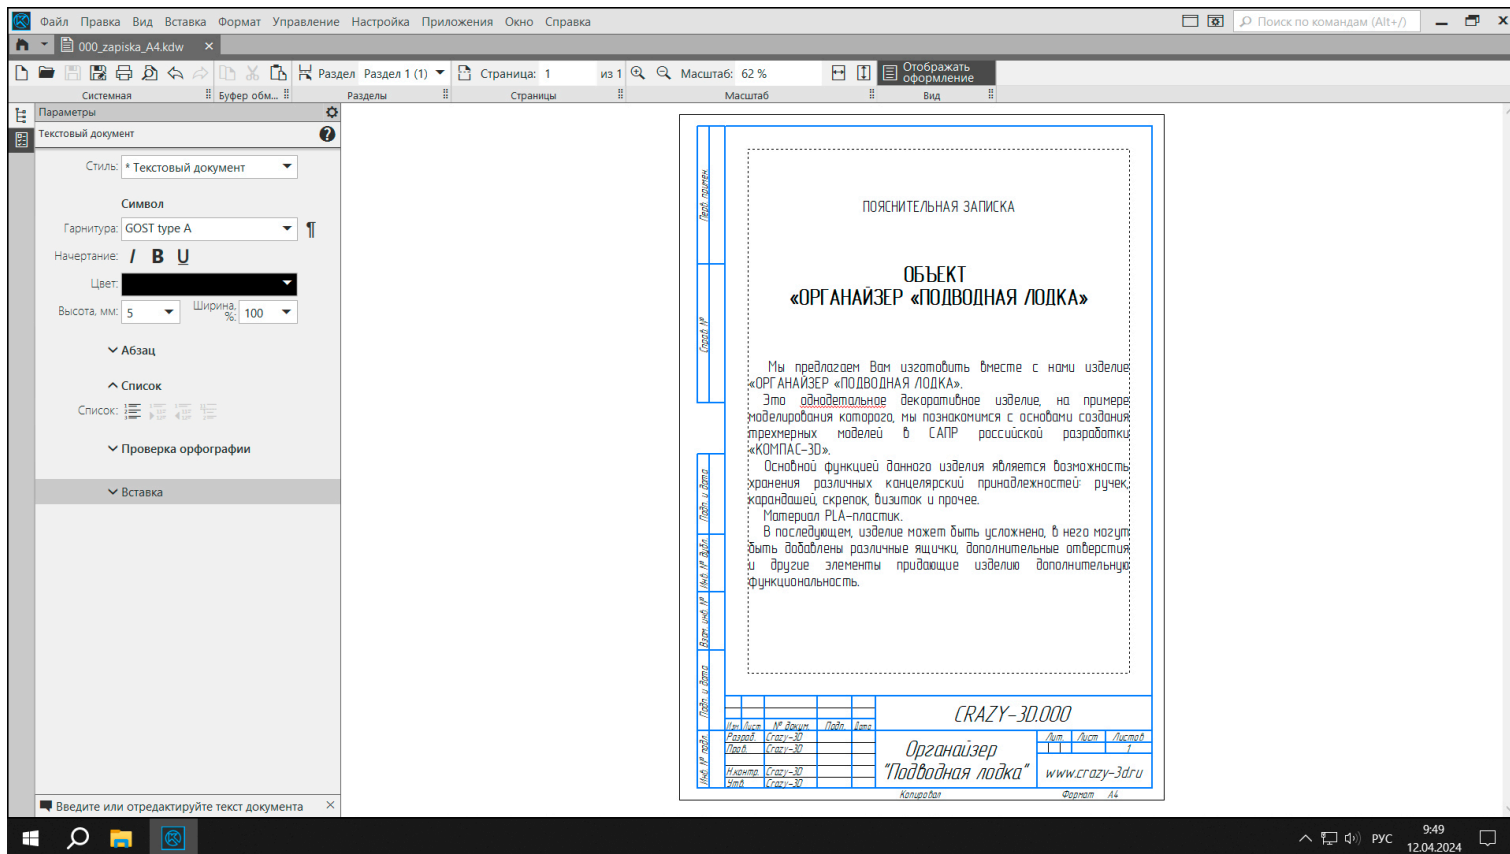 Файл Правка Вид Вставка Формат Управление Настройка Приложения Окно Справка
Поиск по командам (Alt+/)
000_zapiska_A4.kdw
Раздел Раздел 1 (1) Страница: 1 из 1 Масштаб: 62 % Отображать
оформление
Системная Буфер обм... Разделы Страницы Масштаб Вид
Параметры
Текстовый документ
Стиль: * Текстовый документ
Символ
Гарнитура: GOST type A
Начертание: I B U
Цвет:
Высота, мм: 5 Ширина, %: 100
Абзац
Список
Список:
Проверка орфографии
Вставка
Введите или отредактируйте текст документа
Перв. примен.
Справ. №
Подп. и дата
Инв. № дубл.
Взам. инв. №
Подп. и дата
Инв. № подл.
ПОЯСНИТЕЛЬНАЯ ЗАПИСКА
ОБЪЕКТ
«ОРГАНАЙЗЕР «ПОДВОДНАЯ ЛОДКА»
Мы предлагаем Вам изготовить вместе с нами изделие
«ОРГАНАЙЗЕР «ПОДВОДНАЯ ЛОДКА».
Это однодетальное декоративное изделие, на примере
моделирования которого, мы познакомимся с основами создания
трехмерных моделей в САПР российской разработки
«КОМПАС-3D».
Основной функцией данного изделия является возможность
хранения различных канцелярский принадлежностей: ручек,
карандашей, скрепок, визиток и прочее.
Материал PLA-пластик.
В последующем, изделие может быть усложнено, в него могут
быть добавлены различные ящички, дополнительные отверстия
и другие элементы придающие изделию дополнительную
функциональность.
CRAZY-3D.000
Изм. Лист № докум. Подп. Дата
Разраб. Crazy-3D
Пров. Crazy-3D
Н.контр. Crazy-3D
Утв. Crazy-3D
Органайзер
"Подводная лодка"
Лит. Лист Листов
1
www.crazy-3d.ru
Копировал Формат А4
РУС
9:49
12.04.2024